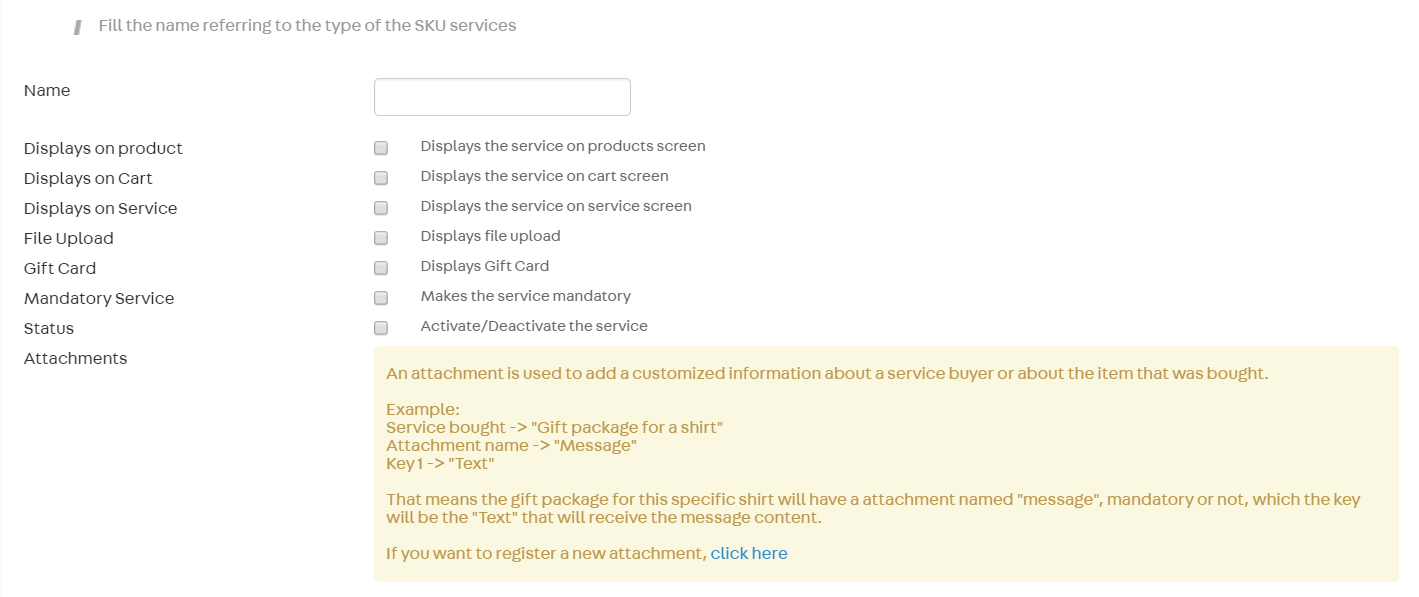 Fill the name referring to the type of the SKU services
Name
Displays on product Displays the service on products screen
Displays on Cart Displays the service on cart screen
Displays on Service Displays the service on service screen
File Upload Displays file upload
Gift Card Displays Gift Card
Mandatory Service Makes the service mandatory
Status Activate/Deactivate the service
Attachments
An attachment is used to add a customized information about a service buyer or about the item that was bought.
Example:
Service bought -> "Gift package for a shirt"
Attachment name -> "Message"
Key1 -> "Text"
That means the gift package for this specific shirt will have a attachment named "message", mandatory or not, which the key
will be the "Text" that will receive the message content.
If you want to register a new attachment, click here